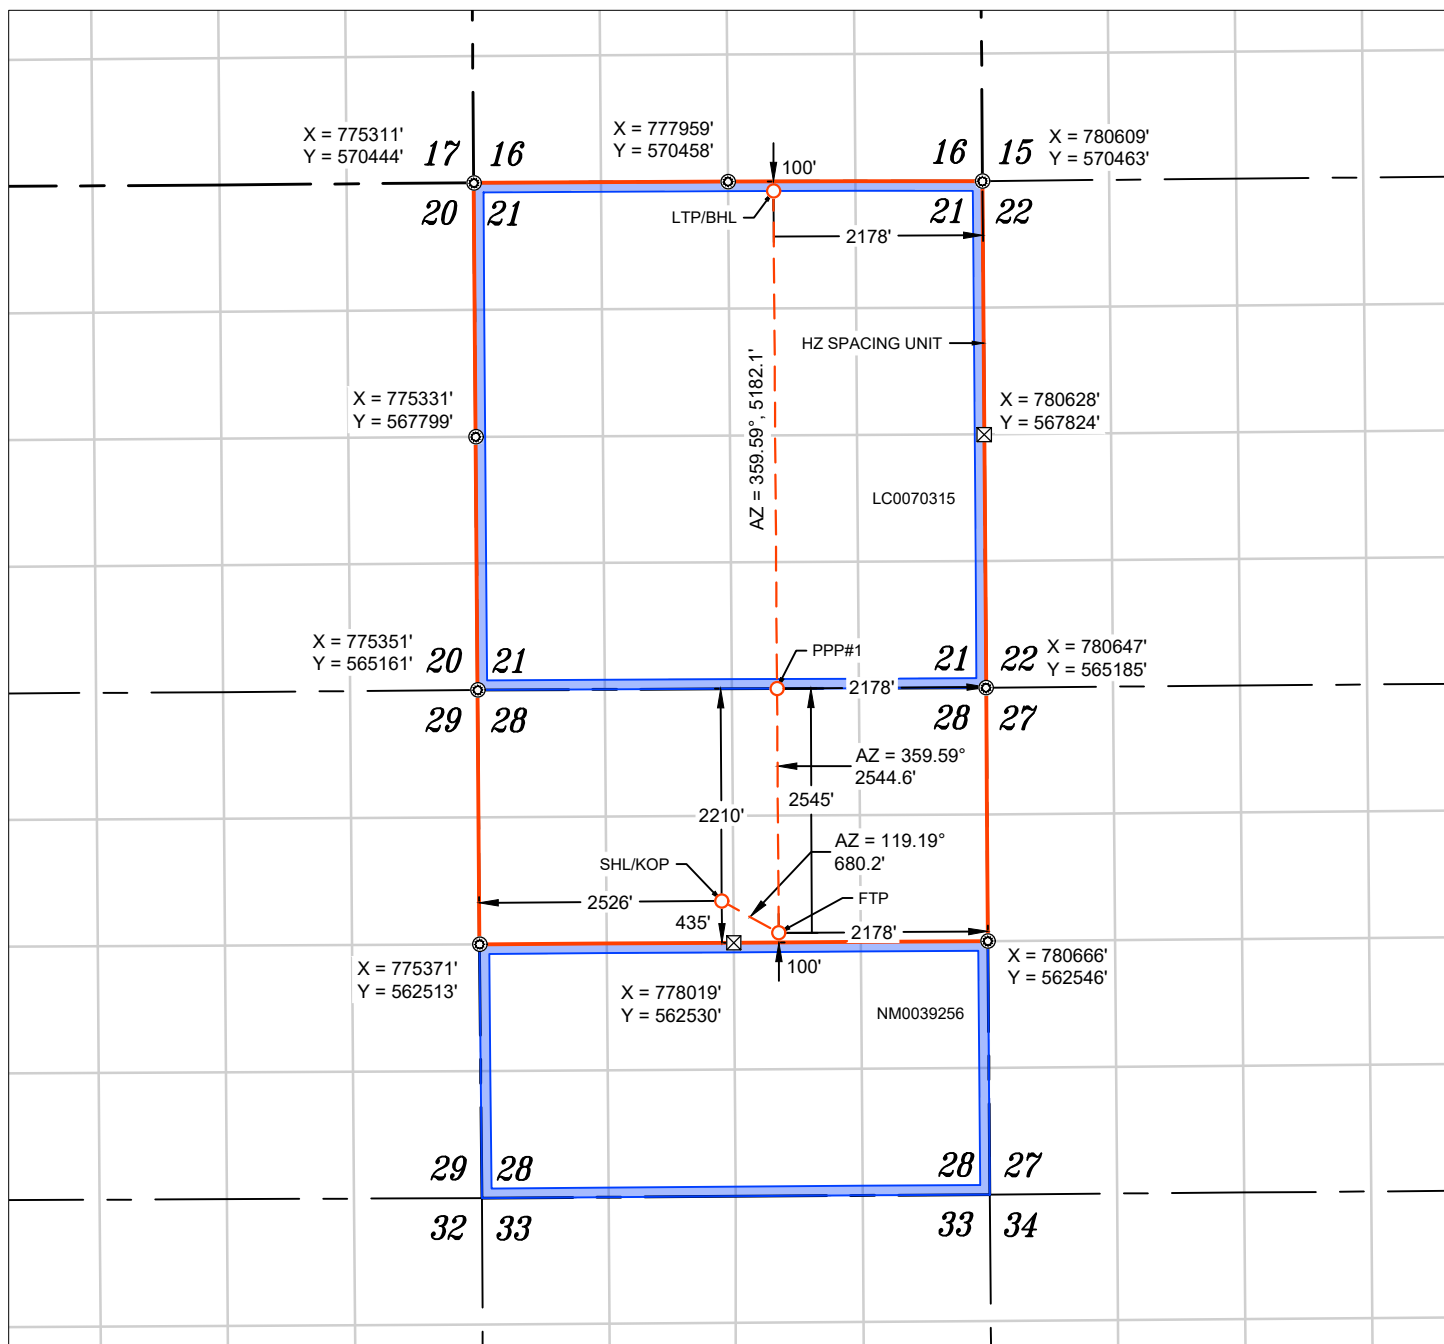 X = 775311'
Y = 570444'
17 16
20 21
X = 777959'
Y = 570458'
100'
16 15
21 22
X = 780609'
Y = 570463'
LTP/BHL
2178'
HZ SPACING UNIT
AZ = 359.59°, 5182.1'
X = 775331'
Y = 567799'
X = 780628'
Y = 567824'
LC0070315
X = 775351'
Y = 565161'
20 21
29 28
PPP#1
2178'
21 22
28 27
X = 780647'
Y = 565185'
AZ = 359.59°
2544.6'
2545'
2210'
AZ = 119.19°
680.2'
SHL/KOP
2526'
435'
FTP
2178'
100'
X = 775371'
Y = 562513'
X = 778019'
Y = 562530'
X = 780666'
Y = 562546'
NM0039256
29 28
32 33
28 27
33 34